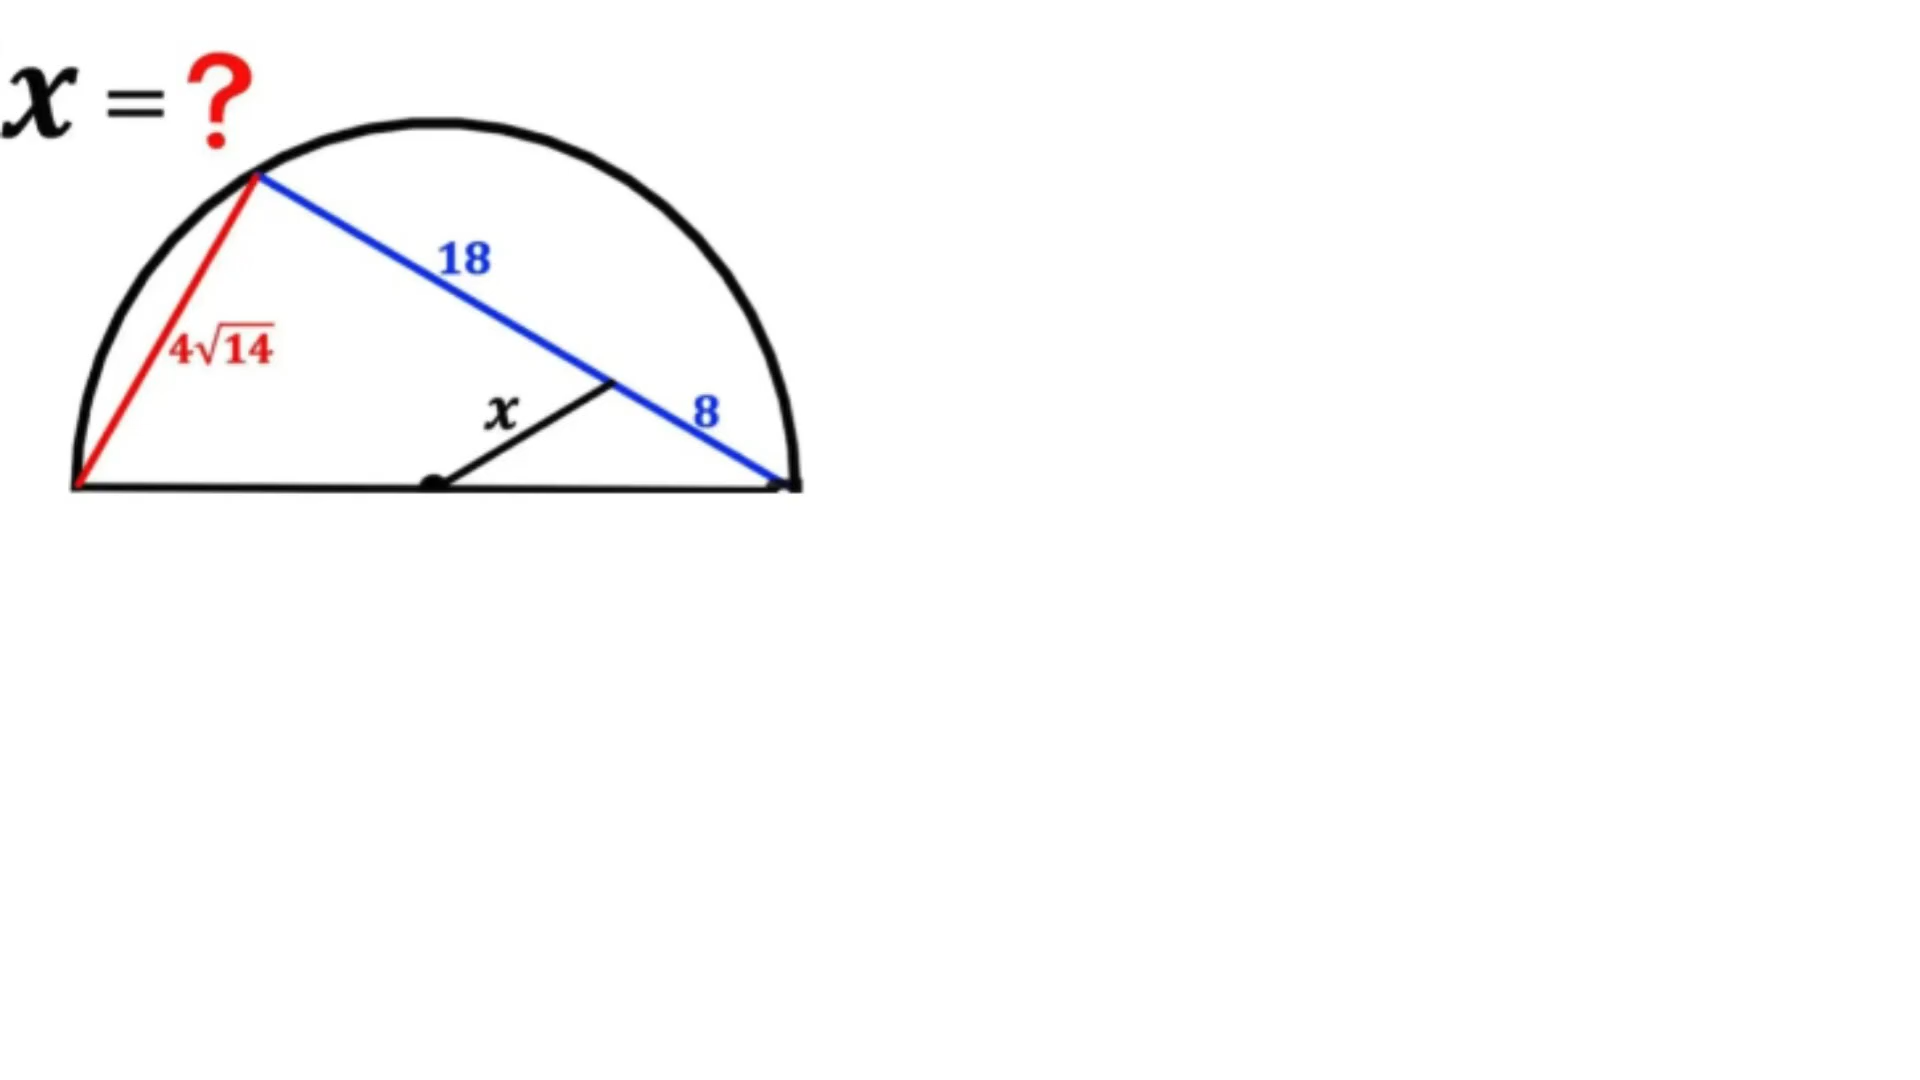 x = ?
18
4√14
x
8